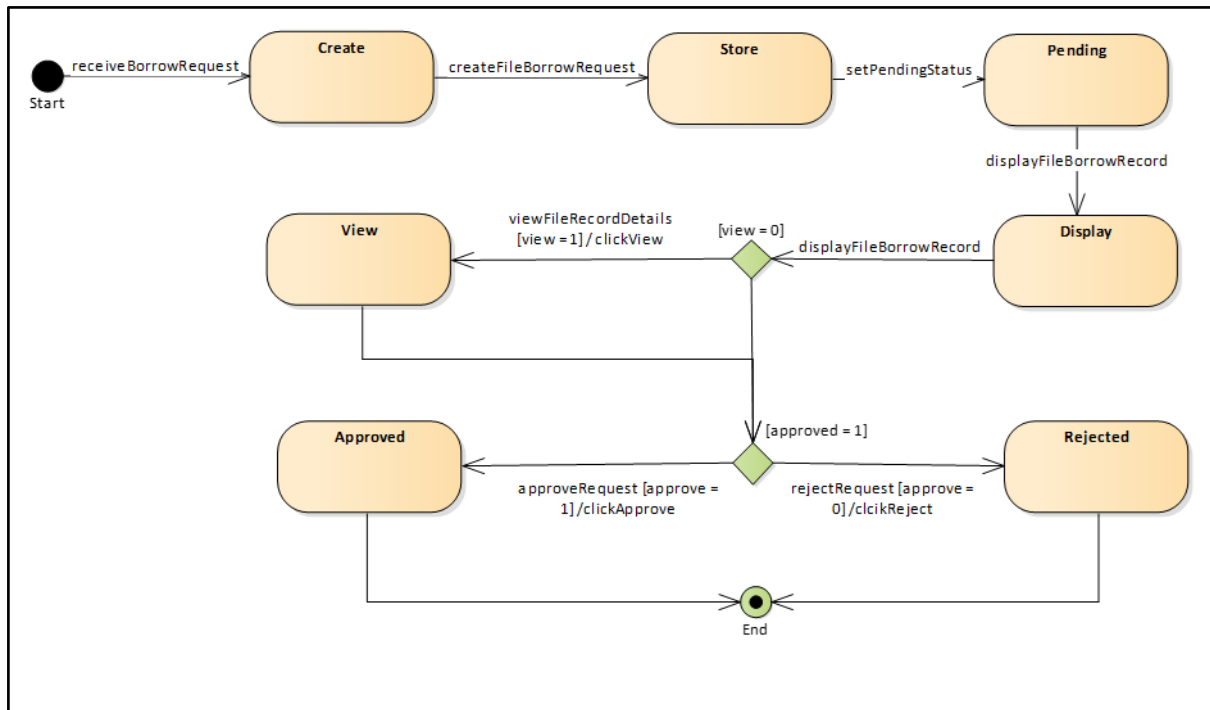 Create
Store
Pending
receiveBorrowRequest
createFileBorrowRequest
setPendingStatus
Start
displayFileBorrowRecord
viewFileRecordDetails
[view =1]/clickView
View
[view = 0]
displayFileBorrowRecord
Display
Approved
[approved = 1]
Rejected
approveRequest [approve =
1]/clickApprove
rejectRequest [approve =
0]/clcikReject
End